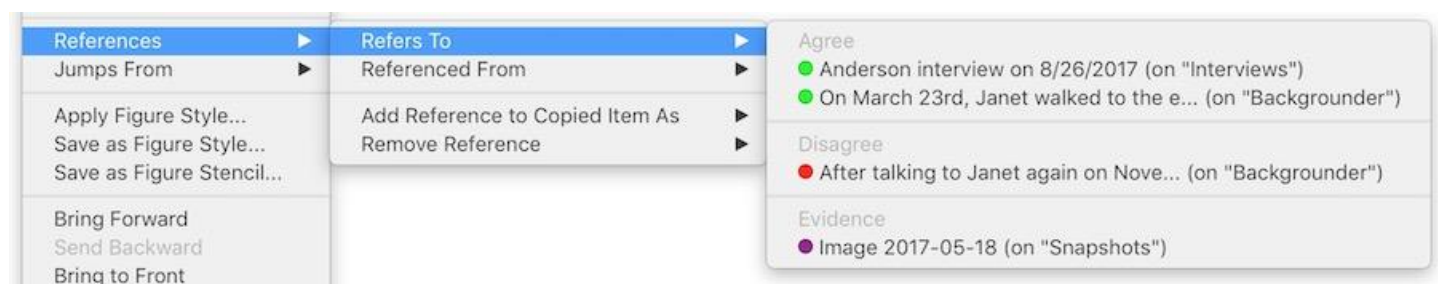 References
Jumps From
Apply Figure Style...
Save as Figure Style...
Save as Figure Stencil...
Bring Forward
Send Backward
Bring to Front
Refers To
Referenced From
Add Reference to Copied Item As
Remove Reference
Agree
Anderson interview on 8/26/2017 (on "Interviews")
On March 23rd, Janet walked to the e... (on "Backgrounder")
Disagree
After talking to Janet again on Nove... (on "Backgrounder")
Evidence
Image 2017-05-18 (on "Snapshots")